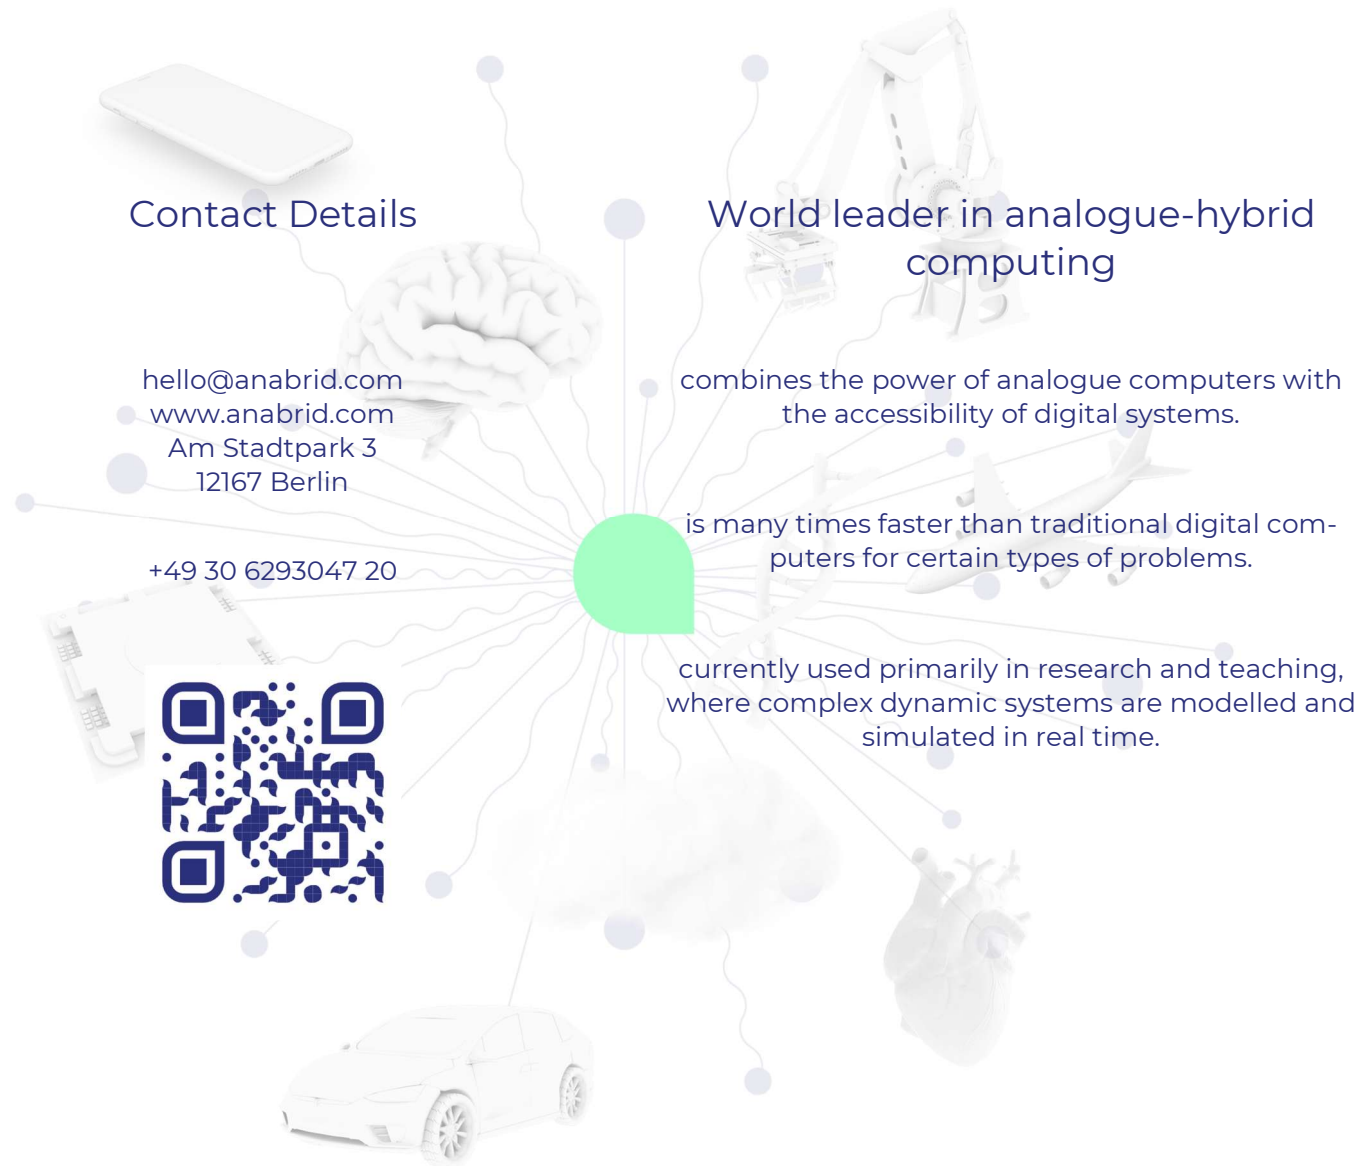 Contact Details
hello@anabrid.com
www.anabrid.com
Am Stadtpark 3
12167 Berlin
+49 30 6293047 20
World leader in analogue-hybrid
computing
combines the power of analogue computers with
the accessibility of digital systems.
is many times faster than traditional digital com-
puters for certain types of problems.
currently used primarily in research and teaching,
where complex dynamic systems are modelled and
simulated in real time.